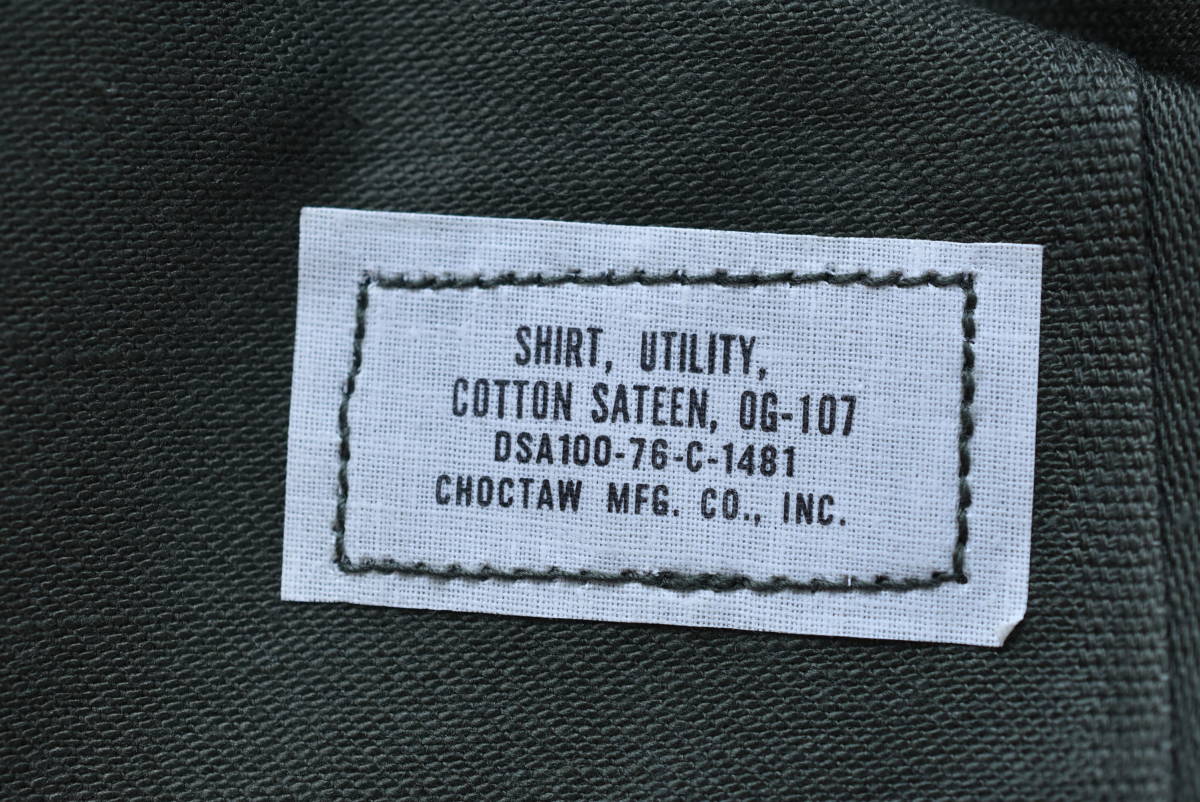 SHIRT, UTILITY,
COTTON SATEEN, OG-107
DSA100-76-C-1481
CHOCTAW MFG. CO., INC.